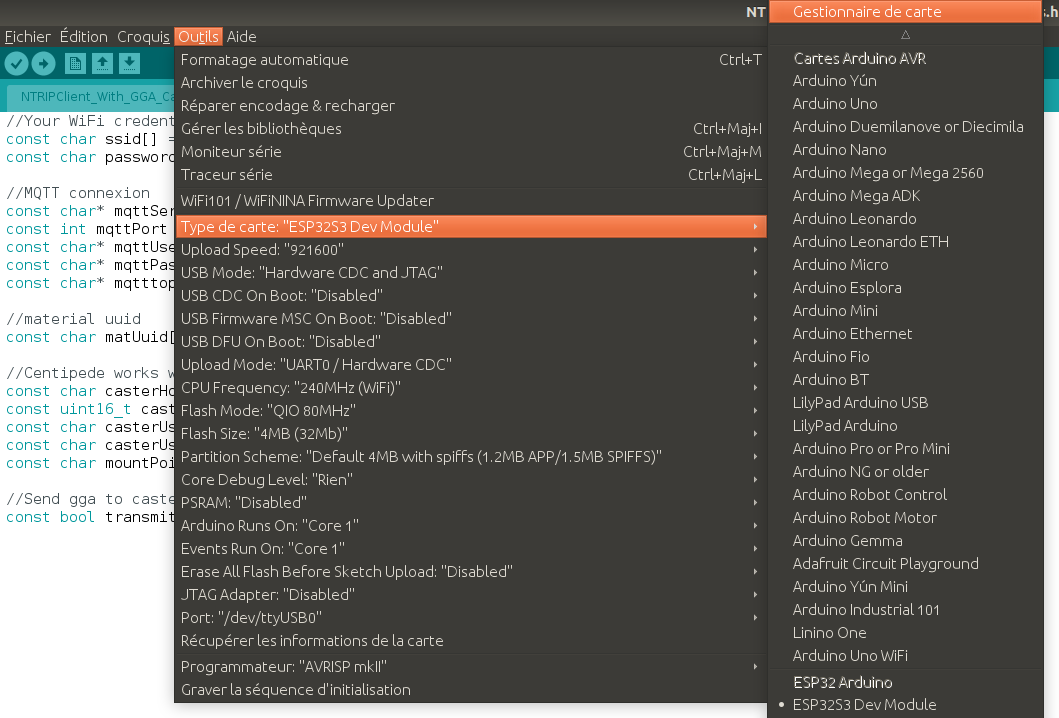 NT
s.h
Fichier Édition Croquis Outils Aide
NTRIPClient_With_GGA_Ca
//Your WiFi credent
const char ssid[] =
const char password
//MQTT connexion
const char* mqttSer
const int mqttPort
const char* mqttUse
const char* mqttPas
const char* mqtttop
//material uuid
const char matUuid[
//Centipede works w
const char casterHo
const uint16_t cast
const char casterUs
const char casterUs
const char mountPoi
//Send gga to caste
const bool transmit
Formatage automatique Ctrl+T
Archiver le croquis
Réparer encodage & recharger
Gérer les bibliothèques Ctrl+Maj+I
Moniteur série Ctrl+Maj+M
Traceur série Ctrl+Maj+L
WiFi101 / WiFiNINA Firmware Updater
Type de carte: "ESP32S3 Dev Module"
Upload Speed: "921600"
USB Mode: "Hardware CDC and JTAG"
USB CDC On Boot: "Disabled"
USB Firmware MSC On Boot: "Disabled"
USB DFU On Boot: "Disabled"
Upload Mode: "UART0 / Hardware CDC"
CPU Frequency: "240MHz (WiFi)"
Flash Mode: "QIO 80MHz"
Flash Size: "4MB (32Mb)"
Partition Scheme: "Default 4MB with spiffs (1.2MB APP/1.5MB SPIFFS)"
Core Debug Level: "Rien"
PSRAM: "Disabled"
Arduino Runs On: "Core 1"
Events Run On: "Core 1"
Erase All Flash Before Sketch Upload: "Disabled"
JTAG Adapter: "Disabled"
Port: "/dev/ttyUSB0"
Récupérer les informations de la carte
Programmateur: "AVRISP mkII"
Graver la séquence d'initialisation
Gestionnaire de carte
Cartes Arduino AVR
Arduino Yún
Arduino Uno
Arduino Duemilanove or Diecimila
Arduino Nano
Arduino Mega or Mega 2560
Arduino Mega ADK
Arduino Leonardo
Arduino Leonardo ETH
Arduino Micro
Arduino Esplora
Arduino Mini
Arduino Ethernet
Arduino Fio
Arduino BT
LilyPad Arduino USB
LilyPad Arduino
Arduino Pro or Pro Mini
Arduino NG or older
Arduino Robot Control
Arduino Robot Motor
Arduino Gemma
Adafruit Circuit Playground
Arduino Yún Mini
Arduino Industrial 101
Linino One
Arduino Uno WiFi
ESP32 Arduino
ESP32S3 Dev Module